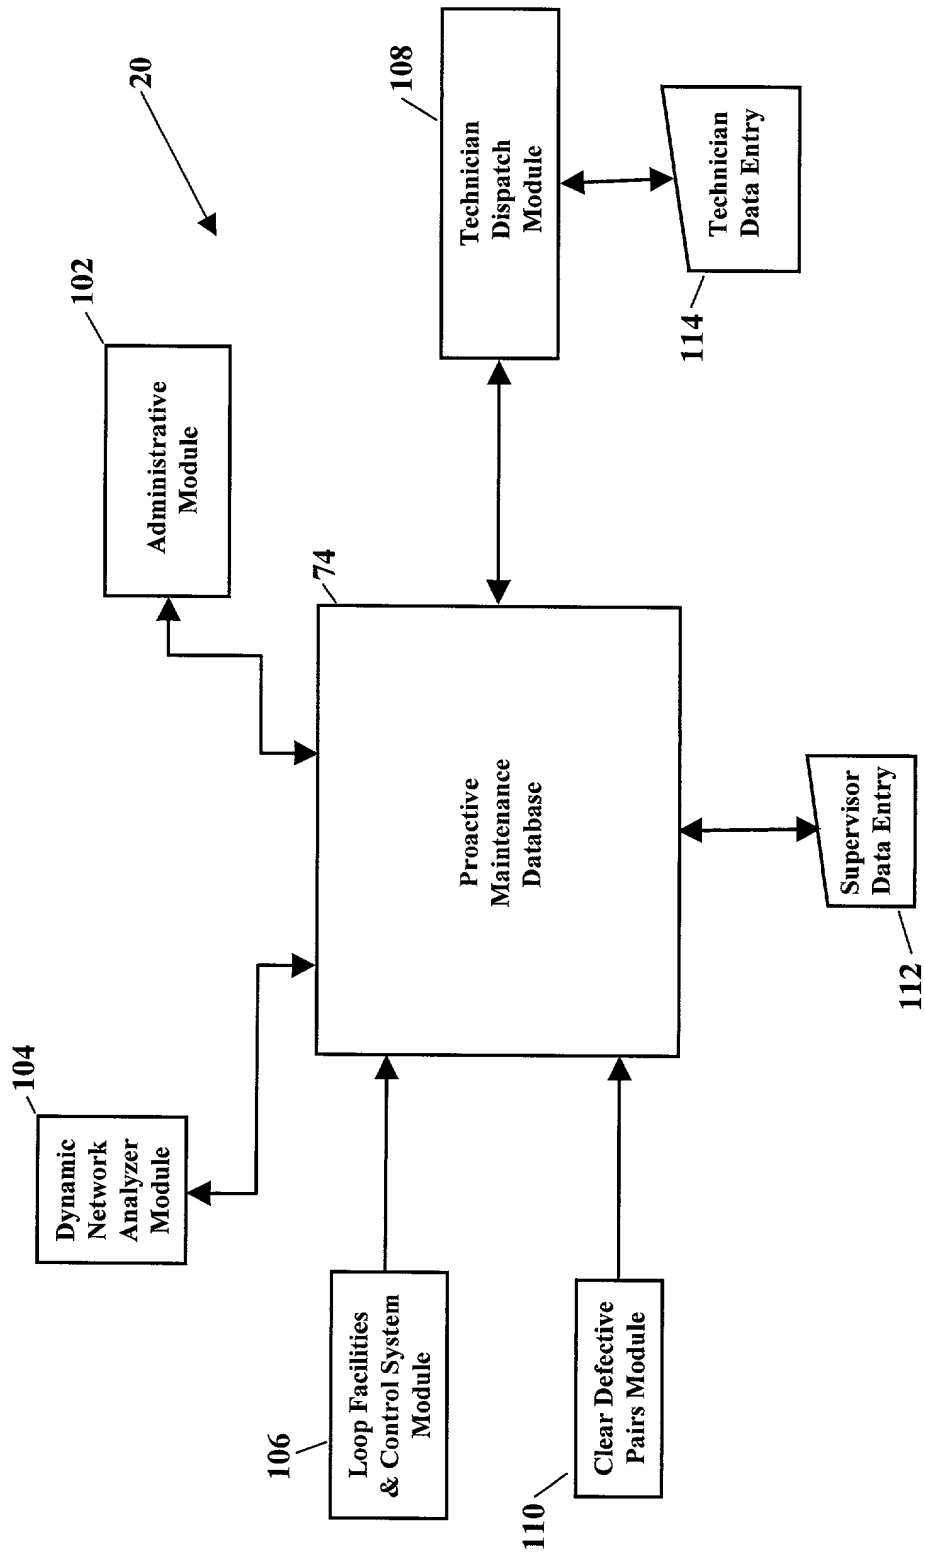 20
104
Dynamic
Network
Analyzer
Module
102
Administrative
Module
106
Loop Facilities
& Control System
Module
74
Proactive
Maintenance
Database
108
Technician
Dispatch
Module
110
Clear Defective
Pairs Module
112
Supervisor
Data Entry
114
Technician
Data Entry